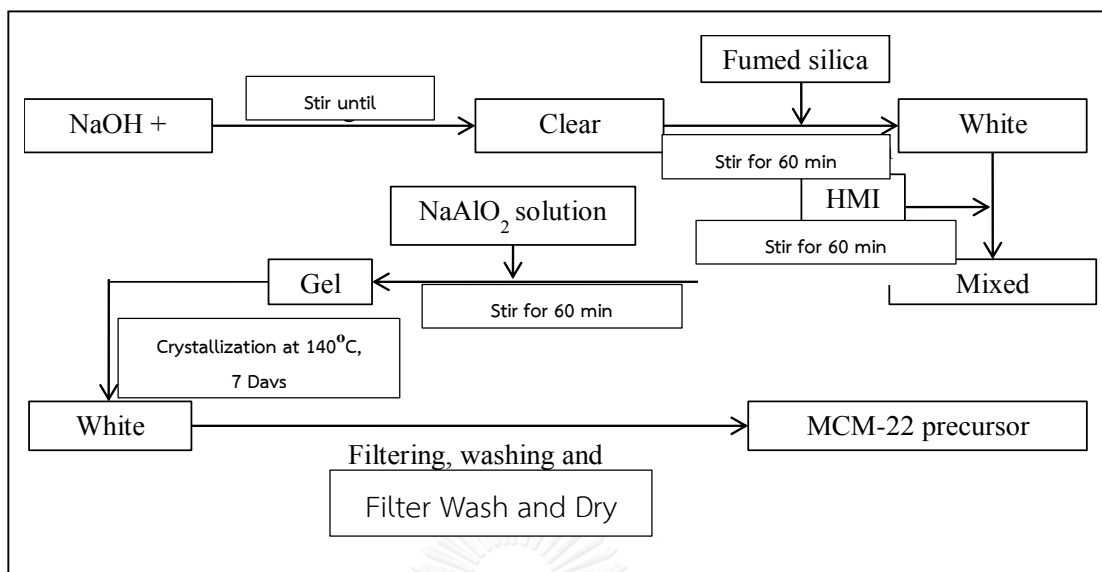 Fumed silica
Stir until
NaOH +
Clear
White
Stir for 60 min
HMI
NaAlO₂ solution
Stir for 60 min
Gel
Mixed
Stir for 60 min
Crystallization at 140°C,
7 Days
White
MCM-22 precursor
Filtering, washing and
Filter Wash and Dry